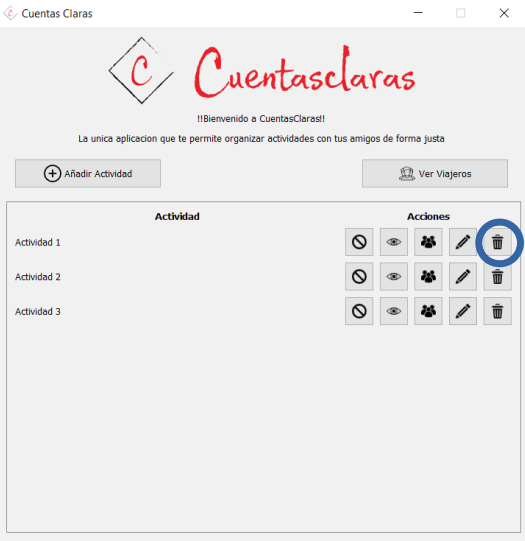 Cuentas Claras
C Cuentasclaras
!!Bienvenido a CuentasClaras!!
La unica aplicacion que te permite organizar actividades con tus amigos de forma justa
Añadir Actividad
Ver Viajeros
Actividad Acciones
Actividad 1
Actividad 2
Actividad 3